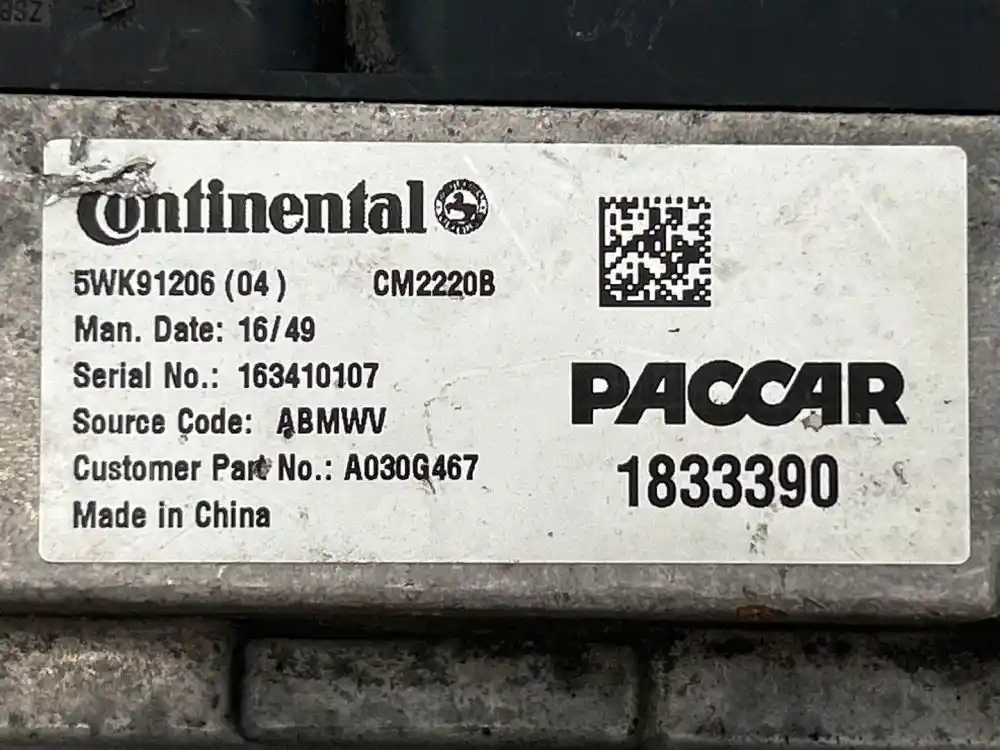 Continental
5WK91206 (04) CM2220B
Man. Date: 16/49
Serial No.: 163410107
Source Code: ABMWV
Customer Part No.: A030G467
Made in China
PACCAR
1833390